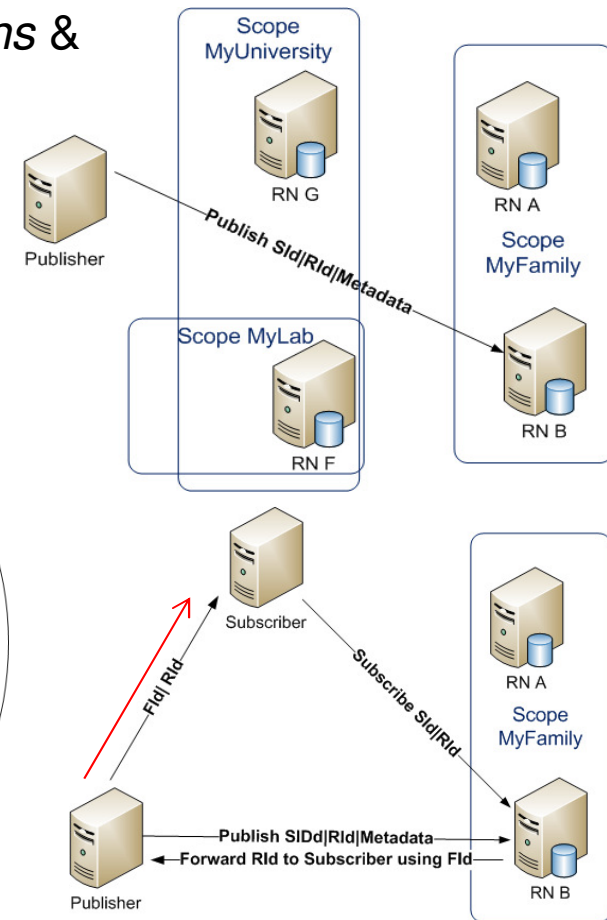 ns &
Scope
MyUniversity
RN G
RN A
Scope
MyFamily
Publisher
Publish SId|RId|Metadata
Scope MyLab
RN F
RN B
Subscriber
RN A
Scope
MyFamily
FId| RId
Subscribe SId|RId
Publish SIDd|RId|Metadata
Forward RId to Subscriber using FId
Publisher
RN B